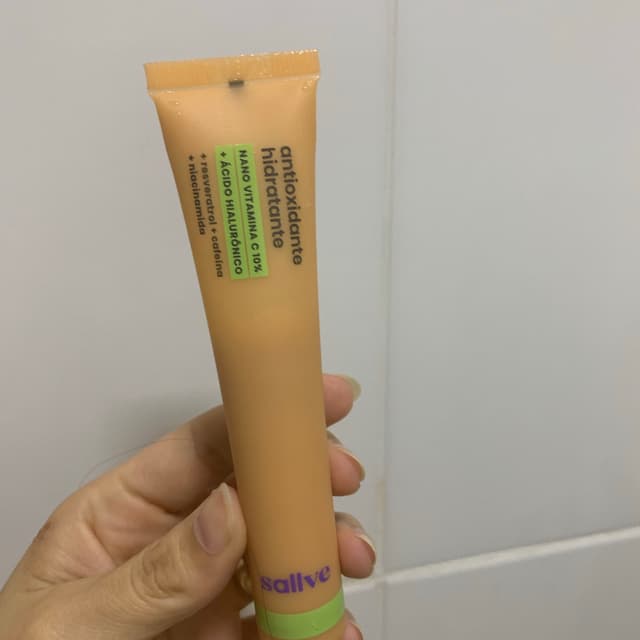 antioxidante
hidratante
NANO VITAMINA C 10%
+ ÁCIDO HIALURÔNICO
+ resveratrol + cafeína
+ niacinamida
sallve